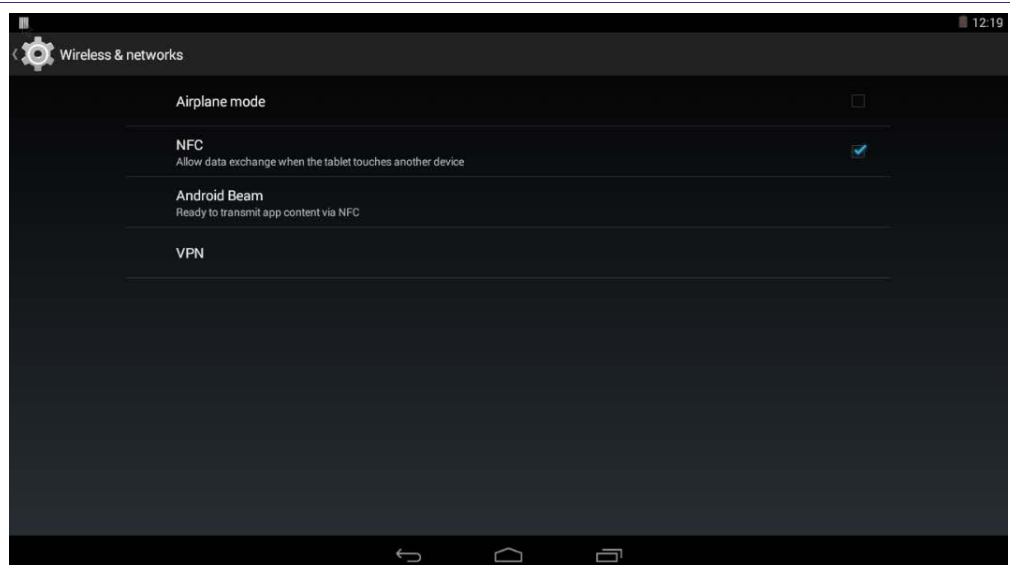 12:19
Wireless & networks
Airplane mode
NFC
Allow data exchange when the tablet touches another device
Android Beam
Ready to transmit app content via NFC
VPN